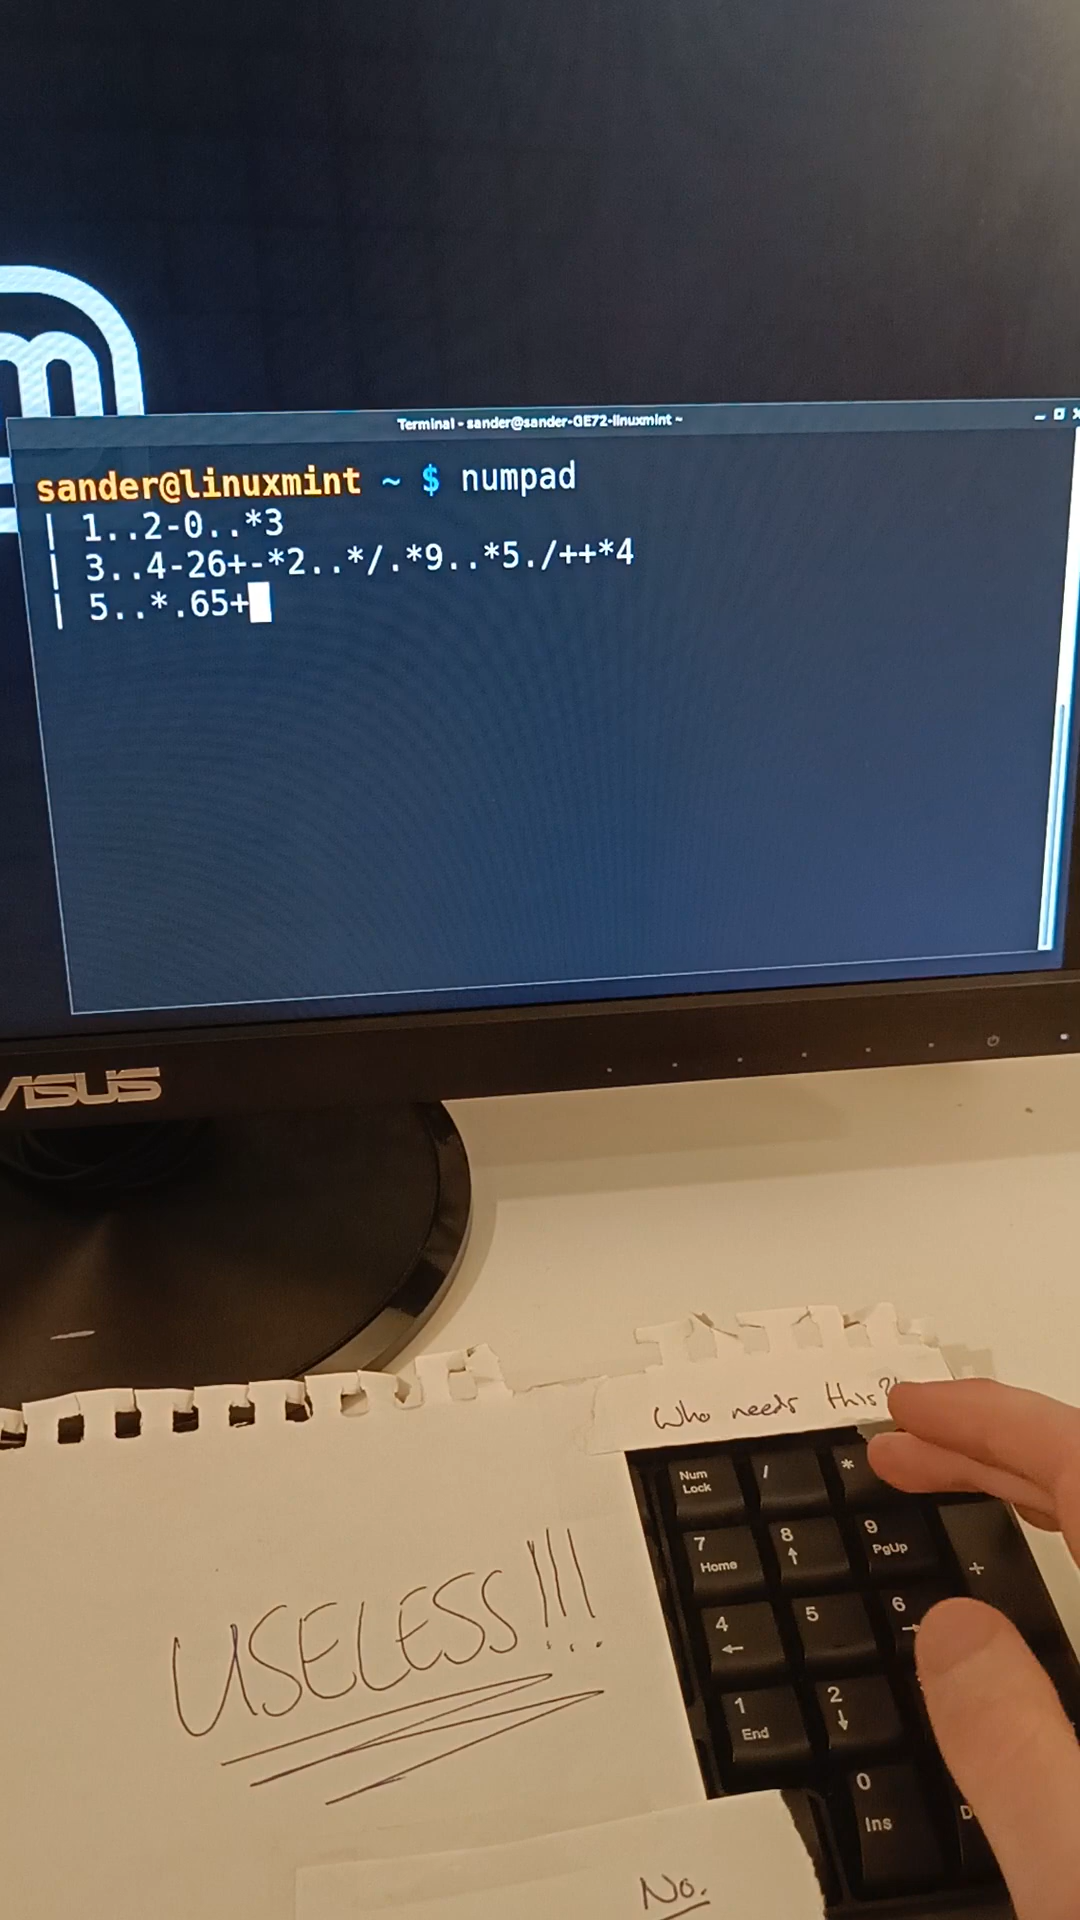 m
Terminal - sander@sander-GE72-linuxmint ~
sander@linuxmint ~ $ numpad
| 1..2-0..*3
| 3..4-26+-*2..*/.*9..*5./++*4
| 5..*.65+
ASUS
Who needs this?!
Num Lock / *
7 Home 8 ↑ 9 PgUp +
4 ← 5 6 →
1 End 2 ↓
0 Ins D
USELESS!!!
No.